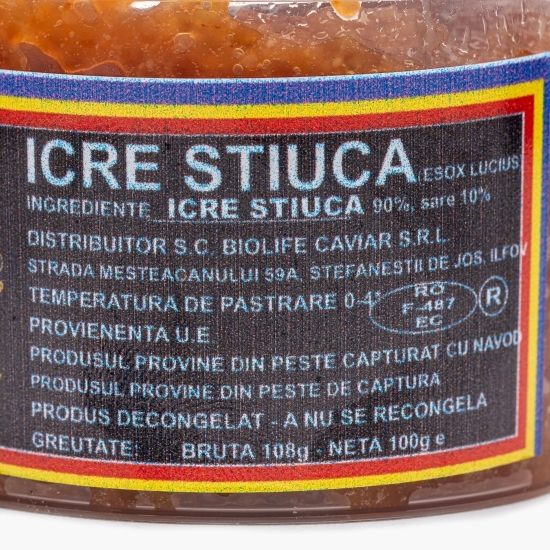 ICRE STIUCA (ESOX LUCIUS)
INGREDIENTE ICRE STIUCA 90%, sare 10%
DISTRIBUITOR S.C. BIOLIFE CAVIAR S.R.L
STRADA MESTEACANULUI 59A, STEFANESTII DE JOS, ILFOV
TEMPERATURA DE PASTRARE 0-4°
RO
F-487
EC
®
PROVIENENTA U.E
PRODUSUL PROVINE DIN PESTE CAPTURAT CU NAVOD
PRODUSUL PROVINE DIN PESTE DE CAPTURA
PRODUS DECONGELAT - A NU SE RECONGELA
GREUTATE: BRUTA 108g - NETA 100g e